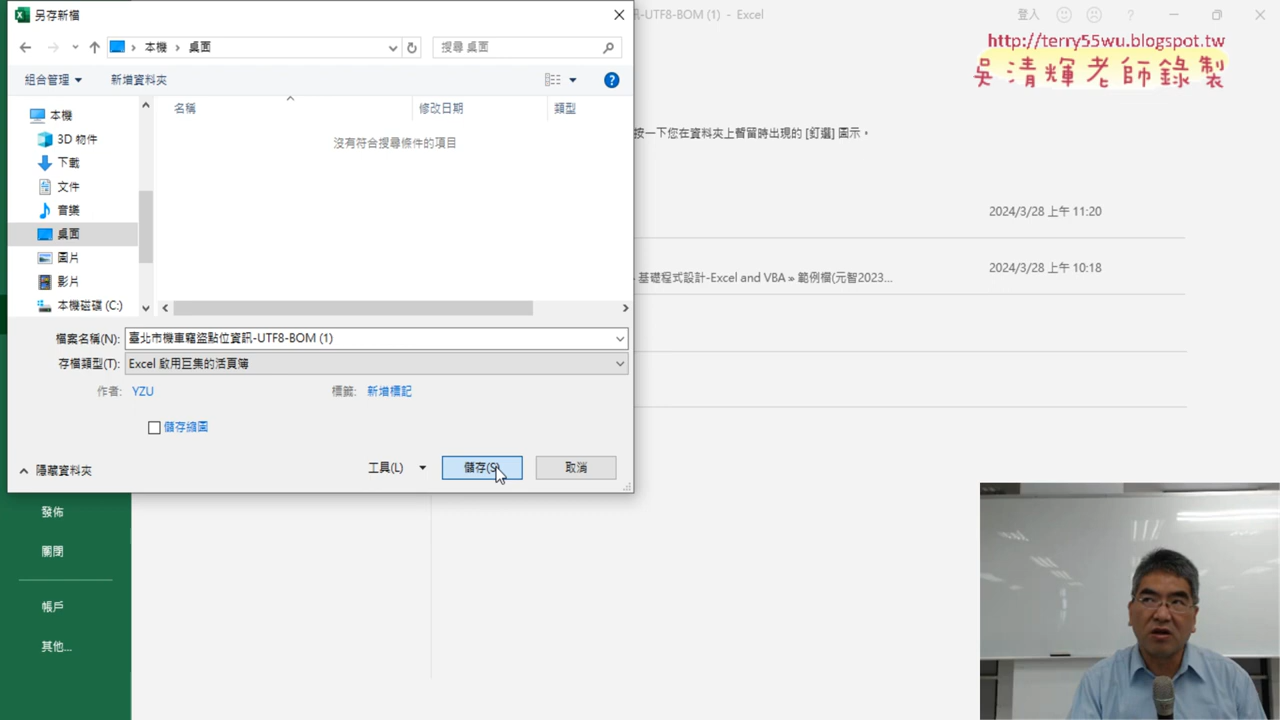 另存新檔
-UTF8-BOM (1) - Excel
登入
http://terry55wu.blogspot.tw
吳清輝老師錄製
本機 › 桌面
搜尋 桌面
組合管理
新增資料夾
名稱
修改日期
類型
沒有符合搜尋條件的項目
本機
3D 物件
下載
文件
音樂
桌面
圖片
影片
本機磁碟 (C:)
按一下您在資料夾上暫留時出現的 [釘選] 圖示。
2024/3/28 上午 11:20
基礎程式設計-Excel and VBA » 範例檔(元智2023...
2024/3/28 上午 10:18
檔案名稱(N):
臺北市機車竊盜點位資訊-UTF8-BOM (1)
存檔類型(T):
Excel 啟用巨集的活頁簿
作者:
YZU
標籤:
新增標記
儲存縮圖
隱藏資料夾
工具(L)
儲存(S)
取消
發佈
關閉
帳戶
其他...